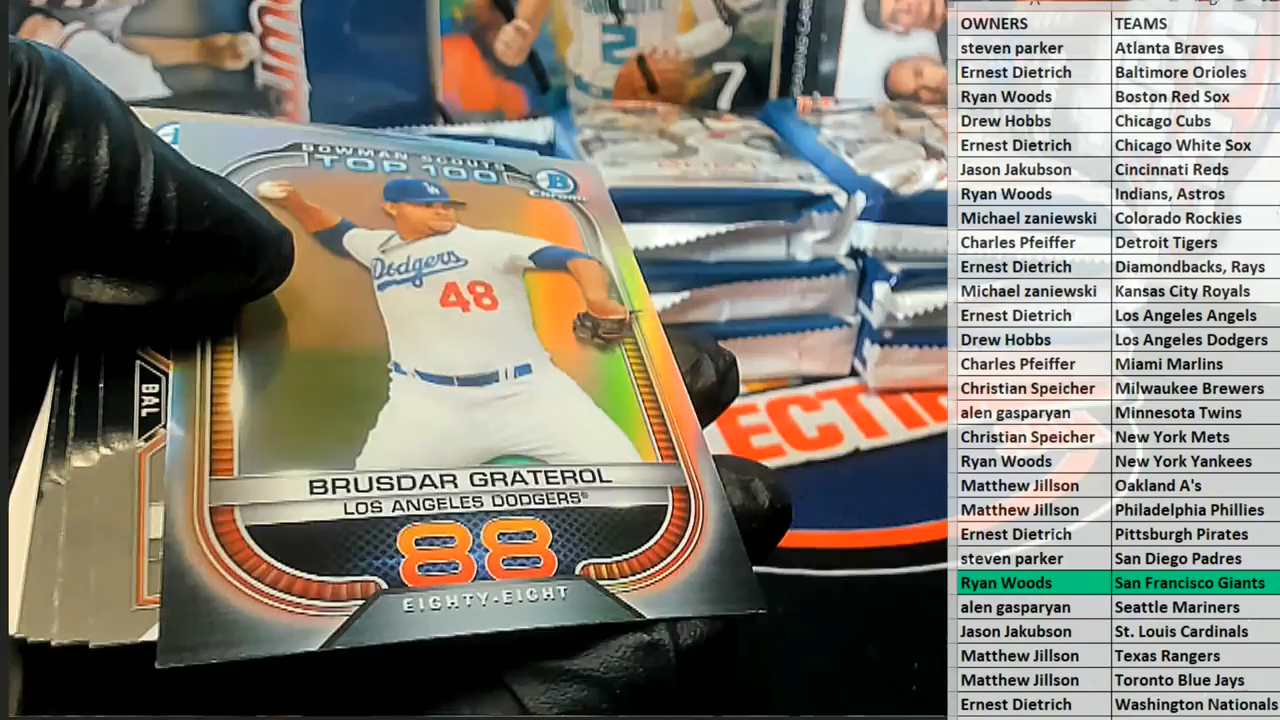 BOWMAN SCOUTS
TOP 100
B
CHROME
Dodgers
48
BRUSDAR GRATEROL
LOS ANGELES DODGERS®
88
EIGHTY-EIGHT
BAL
2
7
ECTI
OWNERS TEAMS
steven parker Atlanta Braves
Ernest Dietrich Baltimore Orioles
Ryan Woods Boston Red Sox
Drew Hobbs Chicago Cubs
Ernest Dietrich Chicago White Sox
Jason Jakubson Cincinnati Reds
Ryan Woods Indians, Astros
Michael zaniewski Colorado Rockies
Charles Pfeiffer Detroit Tigers
Ernest Dietrich Diamondbacks, Rays
Michael zaniewski Kansas City Royals
Ernest Dietrich Los Angeles Angels
Drew Hobbs Los Angeles Dodgers
Charles Pfeiffer Miami Marlins
Christian Speicher Milwaukee Brewers
alen gasparyan Minnesota Twins
Christian Speicher New York Mets
Ryan Woods New York Yankees
Matthew Jillson Oakland A's
Matthew Jillson Philadelphia Phillies
Ernest Dietrich Pittsburgh Pirates
steven parker San Diego Padres
Ryan Woods San Francisco Giants
alen gasparyan Seattle Mariners
Jason Jakubson St. Louis Cardinals
Matthew Jillson Texas Rangers
Matthew Jillson Toronto Blue Jays
Ernest Dietrich Washington Nationals